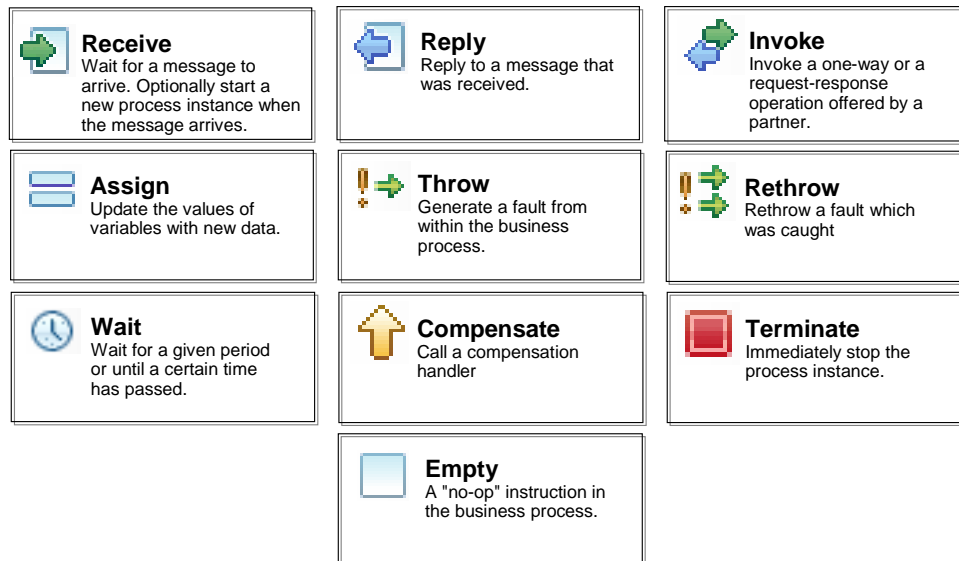 Receive
Wait for a message to
arrive. Optionally start a
new process instance when
the message arrives.
Reply
Reply to a message that
was received.
Invoke
Invoke a one-way or a
request-response
operation offered by a
partner.
Assign
Update the values of
variables with new data.
Throw
Generate a fault from
within the business
process.
Rethrow
Rethrow a fault which
was caught
Wait
Wait for a given period
or until a certain time
has passed.
Compensate
Call a compensation
handler
Terminate
Immediately stop the
process instance.
Empty
A "no-op" instruction in
the business process.